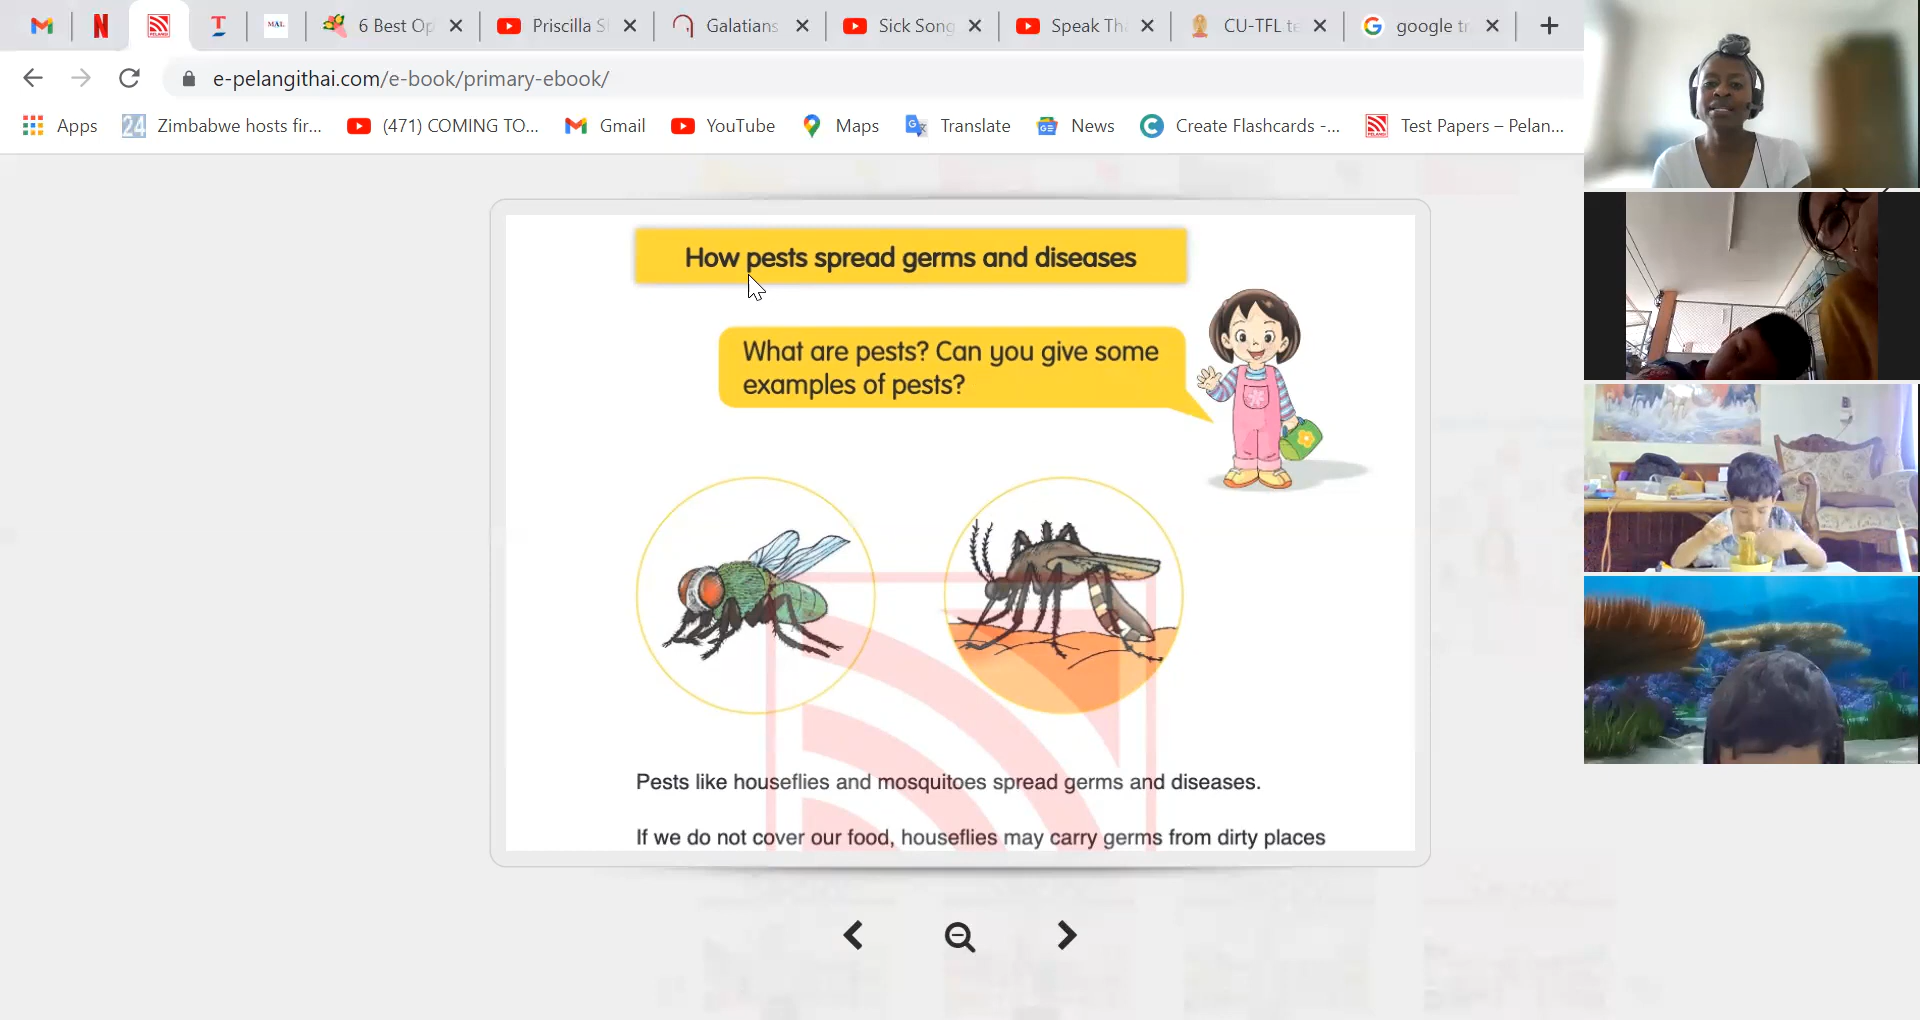 6 Best Op
Priscilla S
Galatians
Sick Song
Speak Th
CU-TFL te
google tr
e-pelangithai.com/e-book/primary-ebook/
Apps
24
Zimbabwe hosts fir...
(471) COMING TO...
Gmail
YouTube
Maps
Translate
News
Create Flashcards -...
Test Papers – Pelan...
How pests spread germs and diseases
What are pests? Can you give some
examples of pests?
Pests like houseflies and mosquitoes spread germs and diseases.
If we do not cover our food, houseflies may carry germs from dirty places